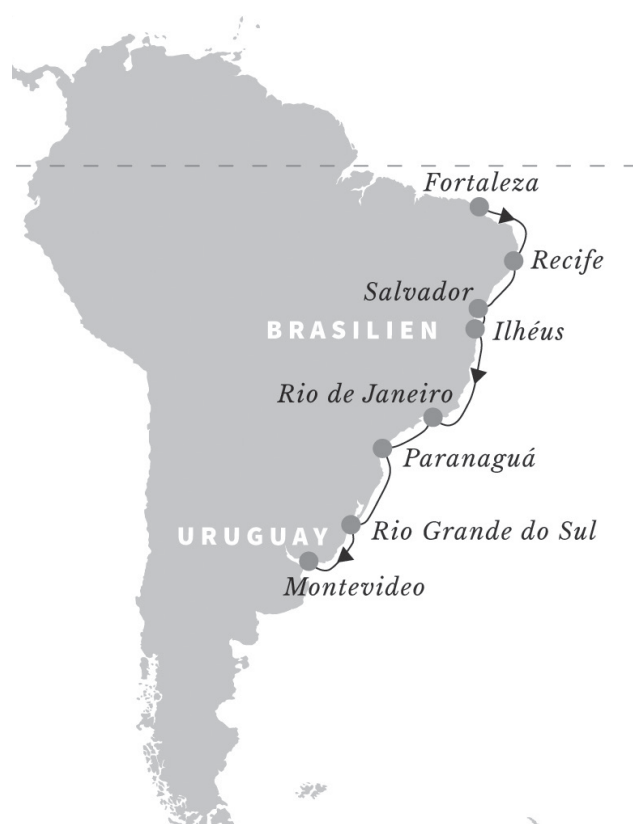 Fortaleza
Recife
Salvador
BRASILIEN
Ilhéus
Rio de Janeiro
Paranaguá
Rio Grande do Sul
URUGUAY
Montevideo